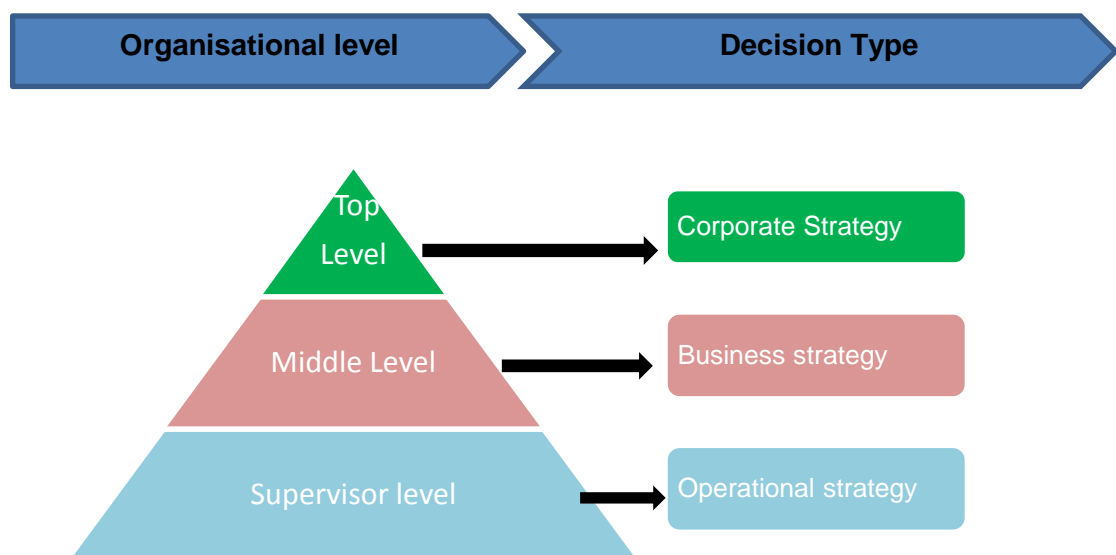 Organisational level
Decision Type
Top
Level
Corporate Strategy
Middle Level
Business strategy
Supervisor level
Operational strategy